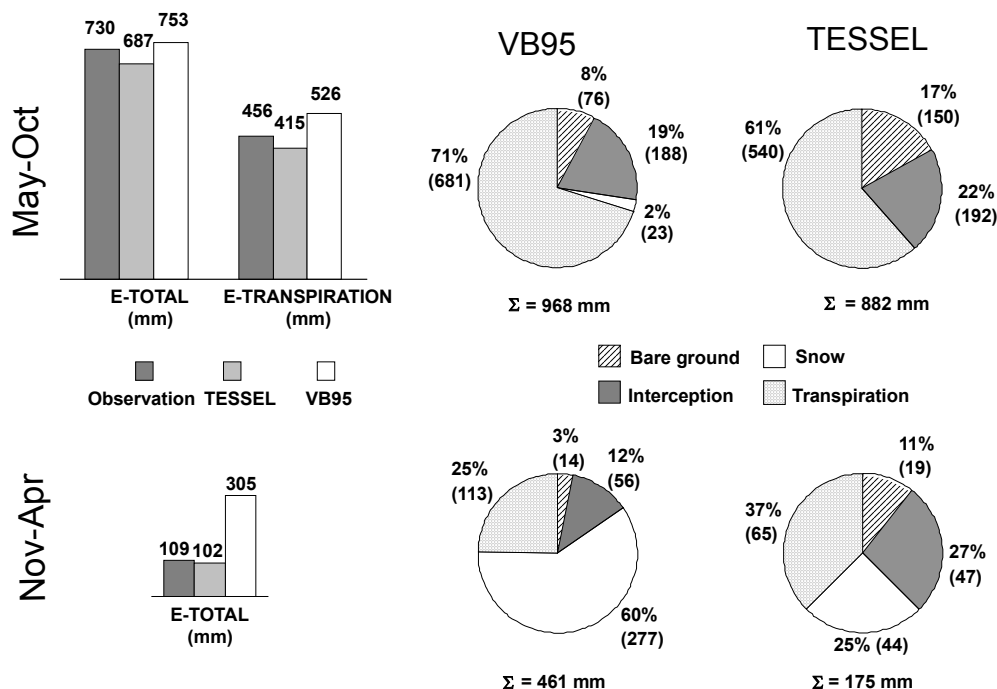 May-Oct
730
687
753
456
415
526
E-TOTAL
(mm)
E-TRANSPIRATION
(mm)
Observation
TESSEL
VB95
VB95
8%
(76)
19%
(188)
2%
(23)
71%
(681)
Σ = 968 mm
TESSEL
17%
(150)
22%
(192)
61%
(540)
Σ = 882 mm
Bare ground
Snow
Interception
Transpiration
Nov-Apr
109
102
305
E-TOTAL
(mm)
3%
(14)
12%
(56)
60%
(277)
25%
(113)
Σ = 461 mm
11%
(19)
27%
(47)
25% (44)
37%
(65)
Σ = 175 mm